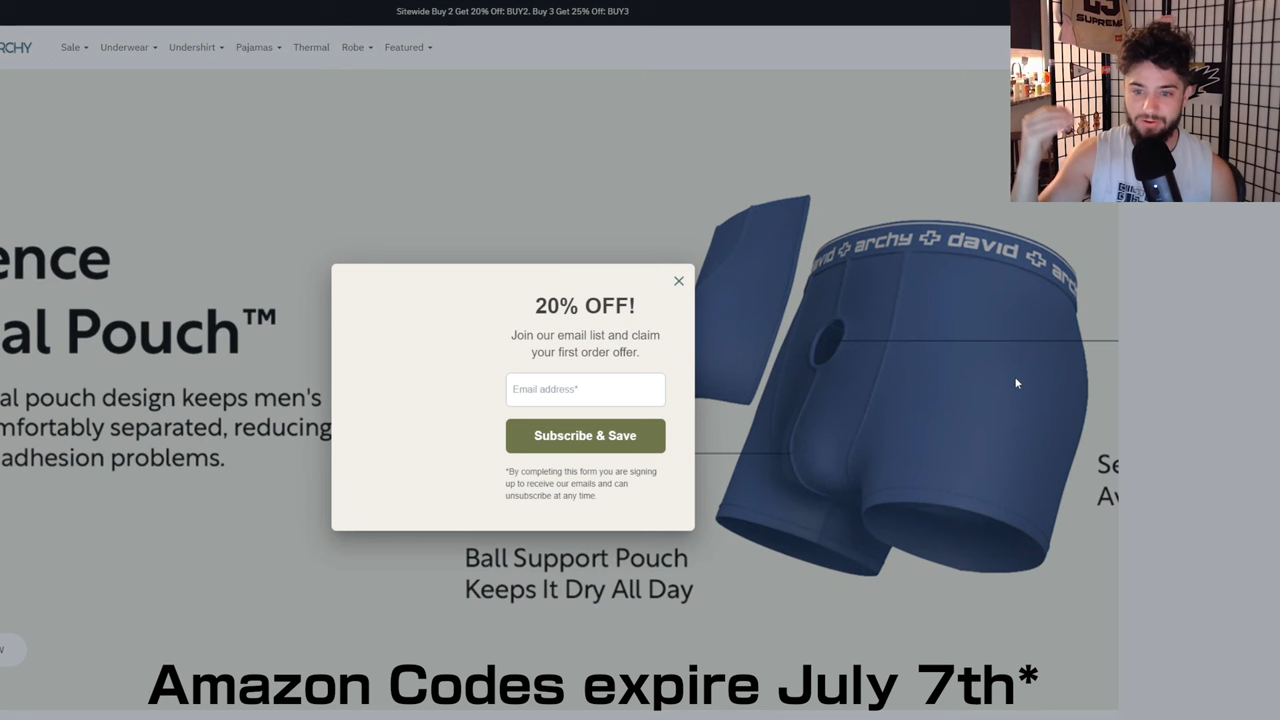 Sitewide Buy 2 Get 20% Off: BUY2. Buy 3 Get 25% Off: BUY3
RCHY
Sale
Underwear
Undershirt
Pajamas
Thermal
Robe
Featured
SUPREME
ence
al Pouch™
al pouch design keeps men's
mfortably separated, reducing
adhesion problems.
archy david arc
20% OFF!
Join our email list and claim
your first order offer.
Email address*
Subscribe & Save
*By completing this form you are signing
up to receive our emails and can
unsubscribe at any time.
Se
Av
Ball Support Pouch
Keeps It Dry All Day
W
Amazon Codes expire July 7th*